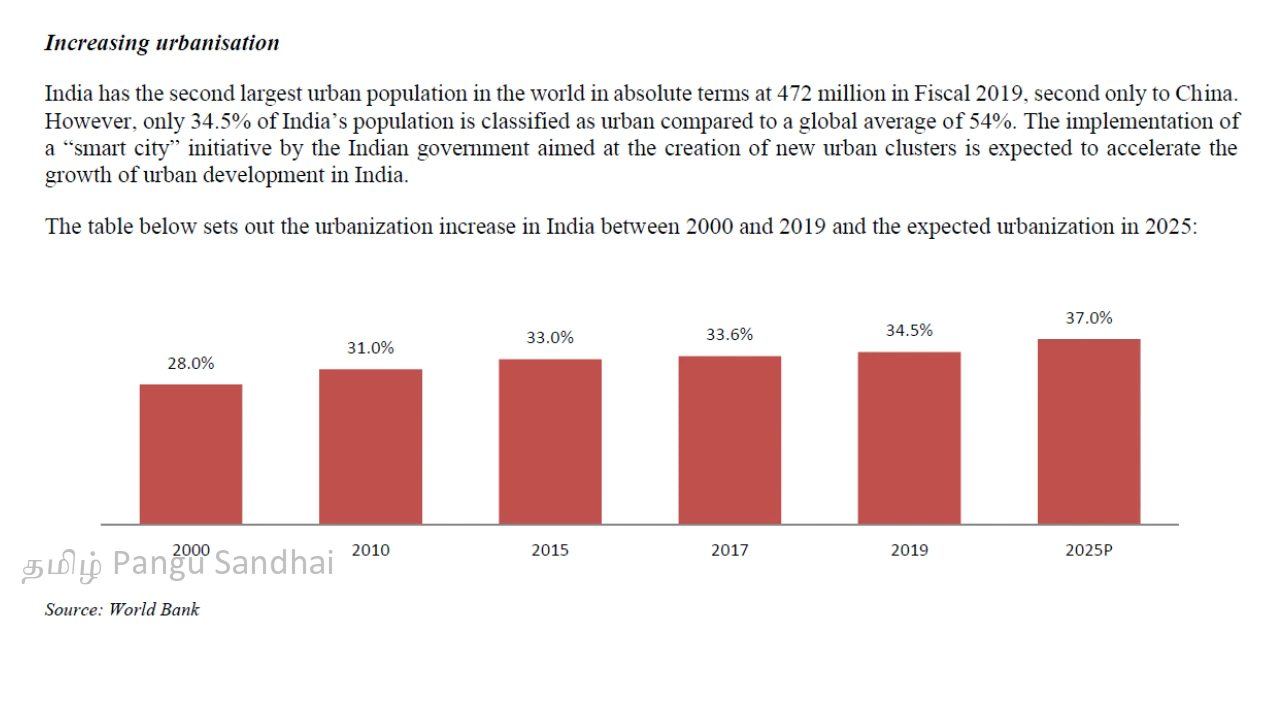 Increasing urbanisation
India has the second largest urban population in the world in absolute terms at 472 million in Fiscal 2019, second only to China.
However, only 34.5% of India’s population is classified as urban compared to a global average of 54%. The implementation of
a “smart city” initiative by the Indian government aimed at the creation of new urban clusters is expected to accelerate the
growth of urban development in India.
The table below sets out the urbanization increase in India between 2000 and 2019 and the expected urbanization in 2025:
28.0% 31.0% 33.0% 33.6% 34.5% 37.0%
2000 2010 2015 2017 2019 2025P
தமிழ் Pangu Sandhai
Source: World Bank